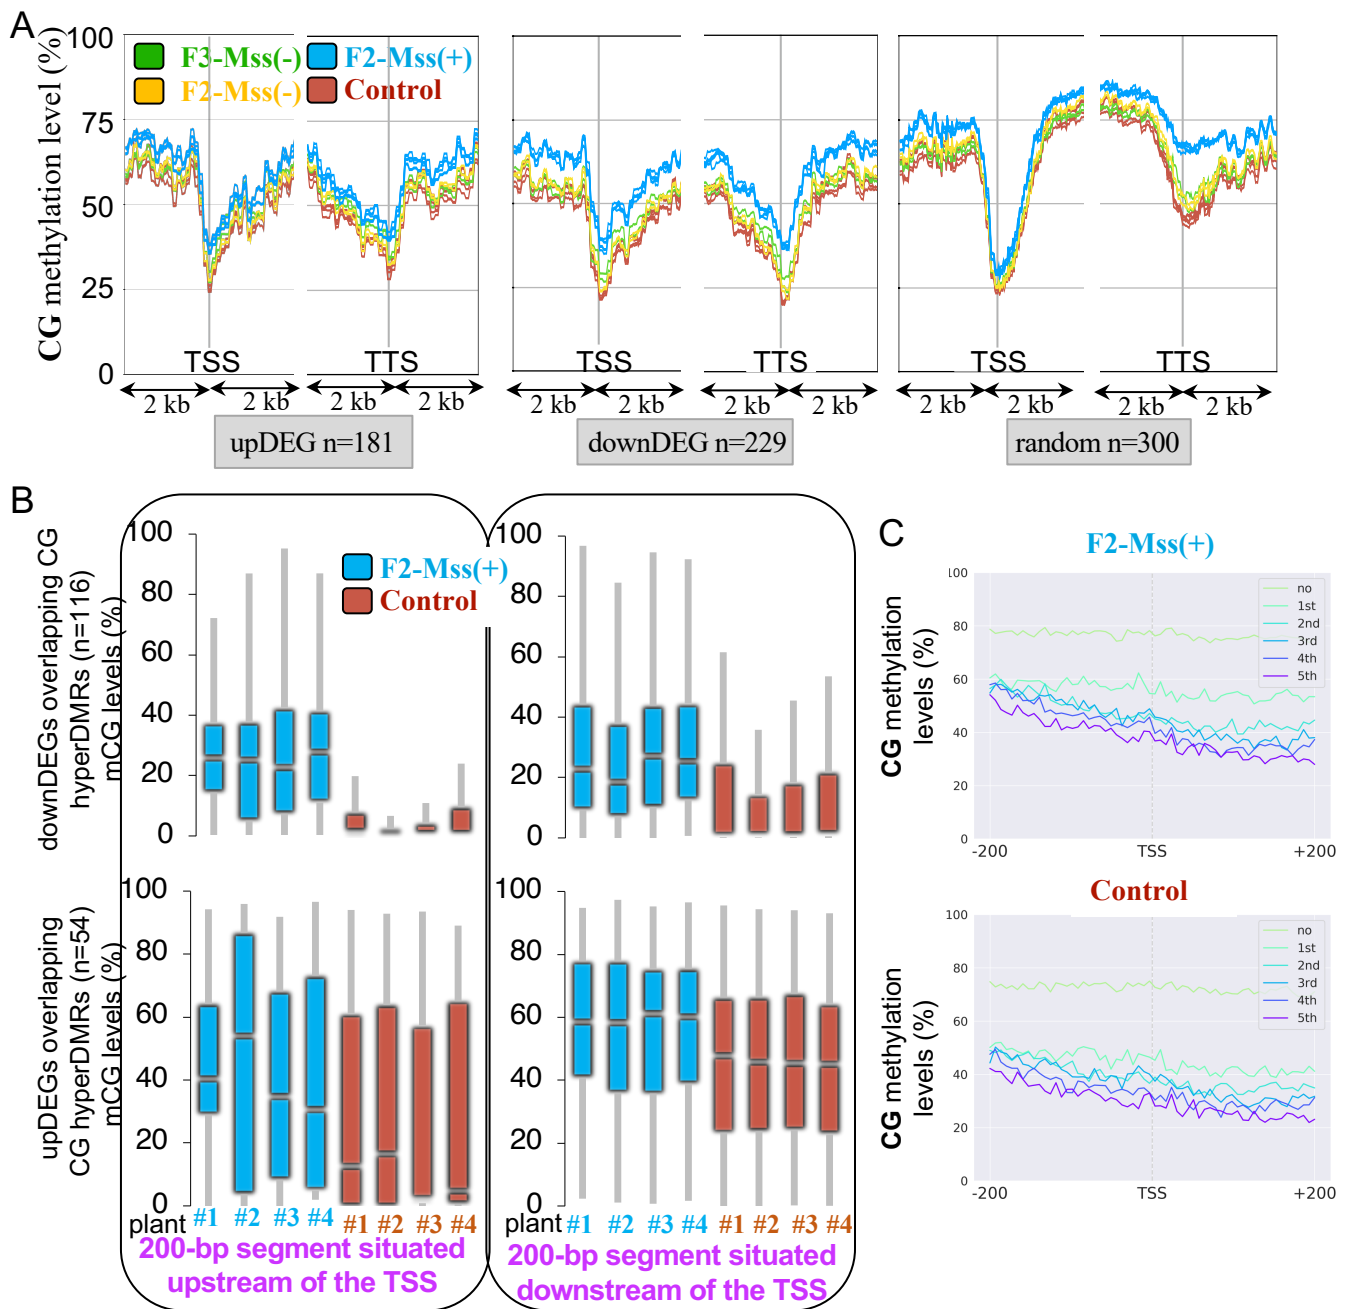 A
CG methylation level (%)
100
75
50
25
0
F3-Mss(-)
F2-Mss(+)
F2-Mss(-)
Control
TSS
TTS
TSS
TTS
TSS
TTS
2 kb
2 kb
2 kb
2 kb
2 kb
2 kb
2 kb
2 kb
2 kb
2 kb
2 kb
2 kb
upDEG n=181
downDEG n=229
random n=300
B
downDEGs overlapping CG
hyperDMRs (n=116)
mCG levels (%)
100
80
60
40
20
0
F2-Mss(+)
Control
100
80
60
40
20
0
upDEGs overlapping
CG hyperDMRs (n=54)
mCG levels (%)
100
80
60
40
20
0
100
80
60
40
20
0
plant #1 #2 #3 #4 #1 #2 #3 #4
plant #1 #2 #3 #4 #1 #2 #3 #4
200-bp segment situated
upstream of the TSS
200-bp segment situated
downstream of the TSS
C
F2-Mss(+)
CG methylation
levels (%)
100
80
60
40
20
0
no
1st
2nd
3rd
4th
5th
-200
TSS
+200
Control
CG methylation
levels (%)
100
80
60
40
20
0
no
1st
2nd
3rd
4th
5th
-200
TSS
+200